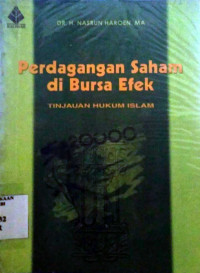 DR. H. NASRUN HAROEN, MA
Perdagangan Saham
di Bursa Efek
TINJAUAN HUKUM ISLAM